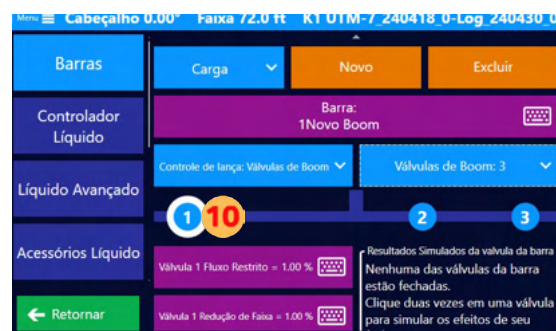 Menu Cabeçalho 0.00° Faixa 72.0 ft K1 UTM-7_240418_0-Log_240430_0
Barras
Carga
Novo
Excluir
Controlador
Líquido
Barra:
1Novo Boom
Controle de lança: Válvulas de Boom
Válvulas de Boom: 3
Líquido Avançado
1
10
2
3
Acessórios Líquido
Válvula 1 Fluxo Restrito = 1.00 %
Válvula 1 Redução de Faixa = 1.00 %
Resultados Simulados da valvula da barra
Nenhuma das válvulas da barra
estão fechadas.
Clique duas vezes em uma válvula
para simular os efeitos de seu
Retornar